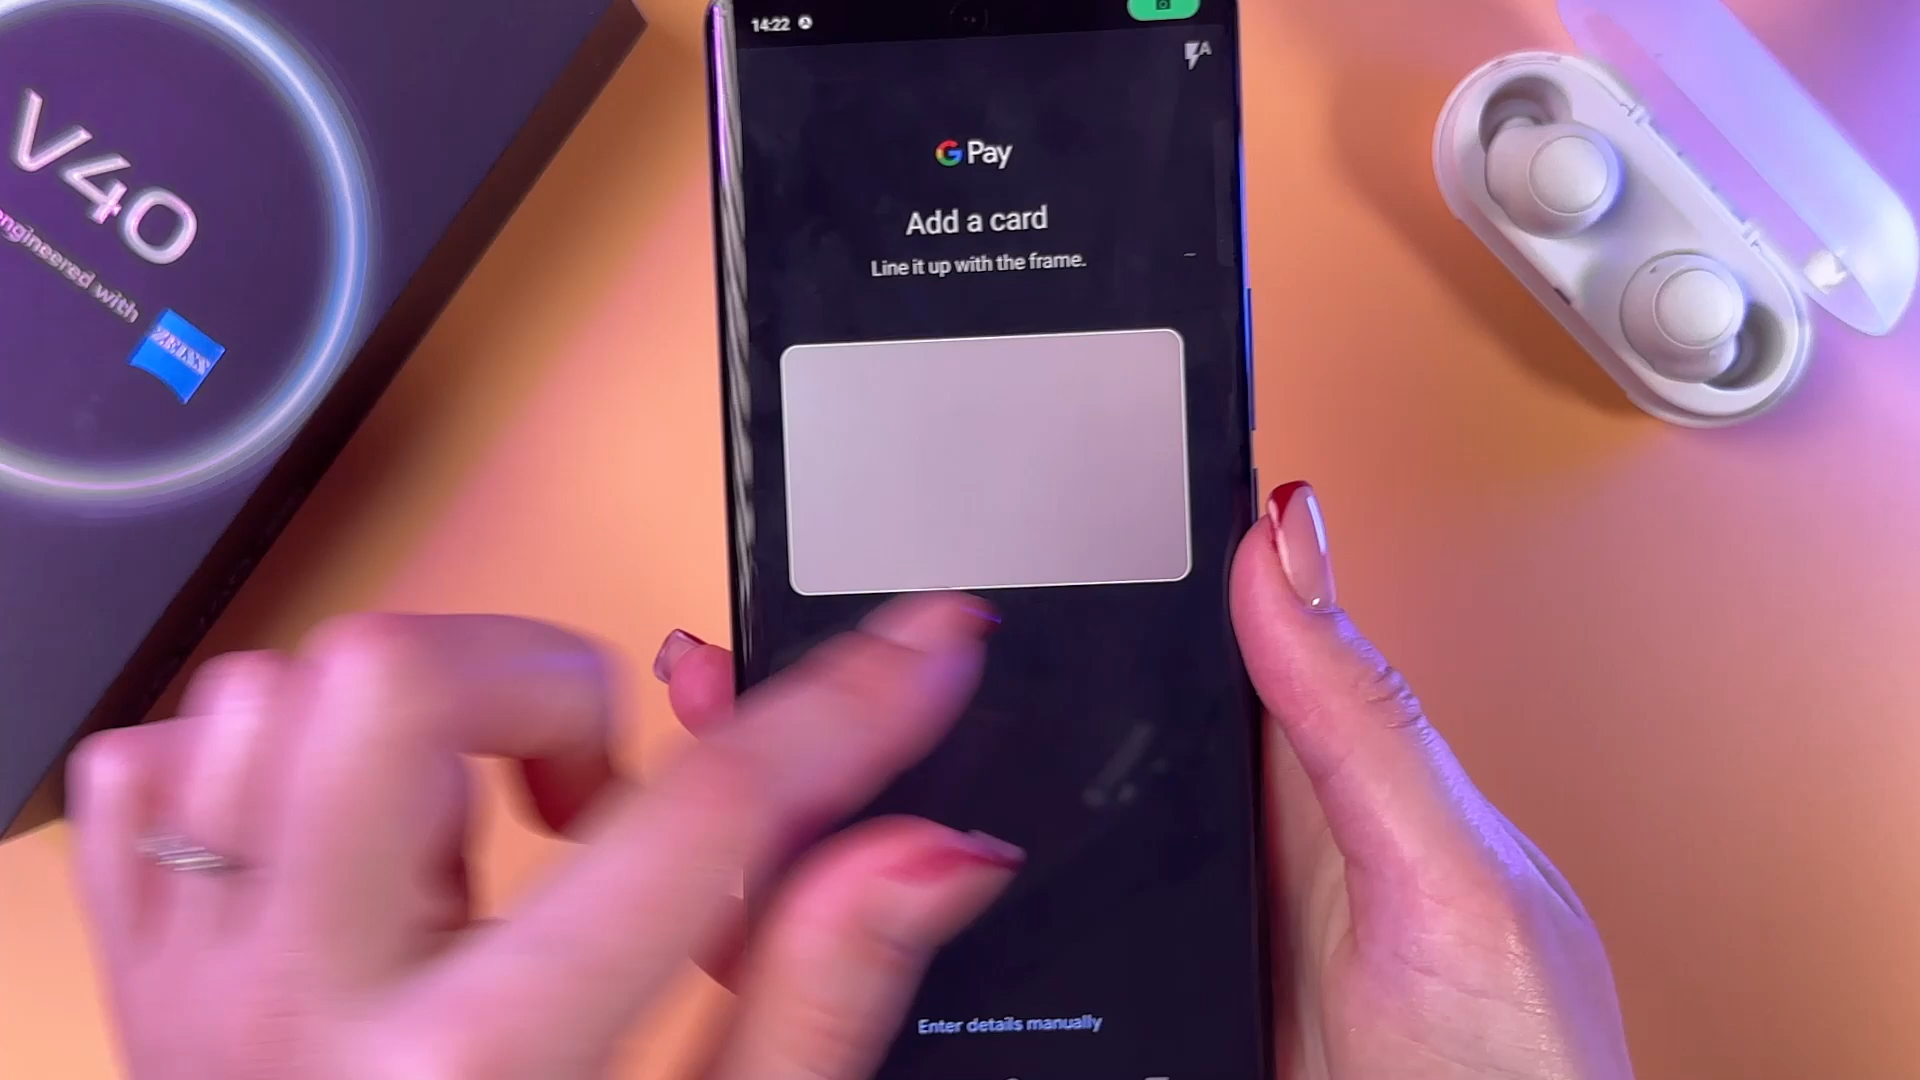 V40
engineered with
ZEISS
14:22
G Pay
Add a card
Line it up with the frame.
Enter details manually